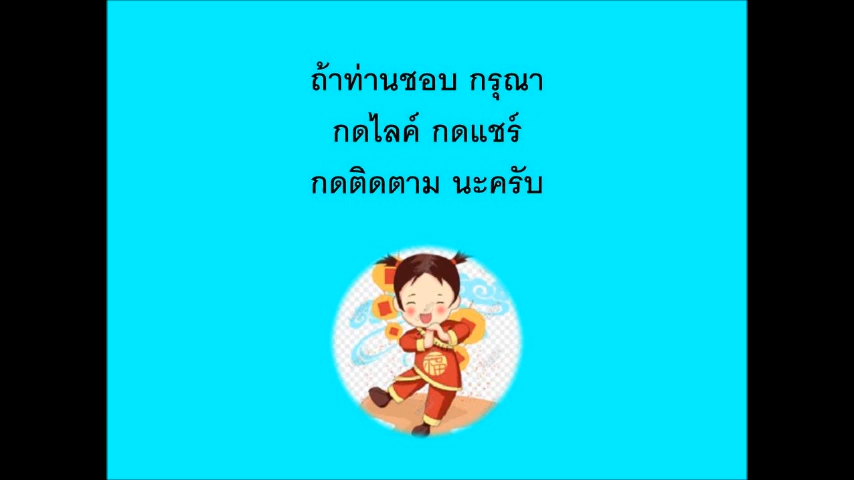 ถ้าท่านชอบ กรุณา
กดไลค์ กดแชร์
กดติดตาม นะครับ
福